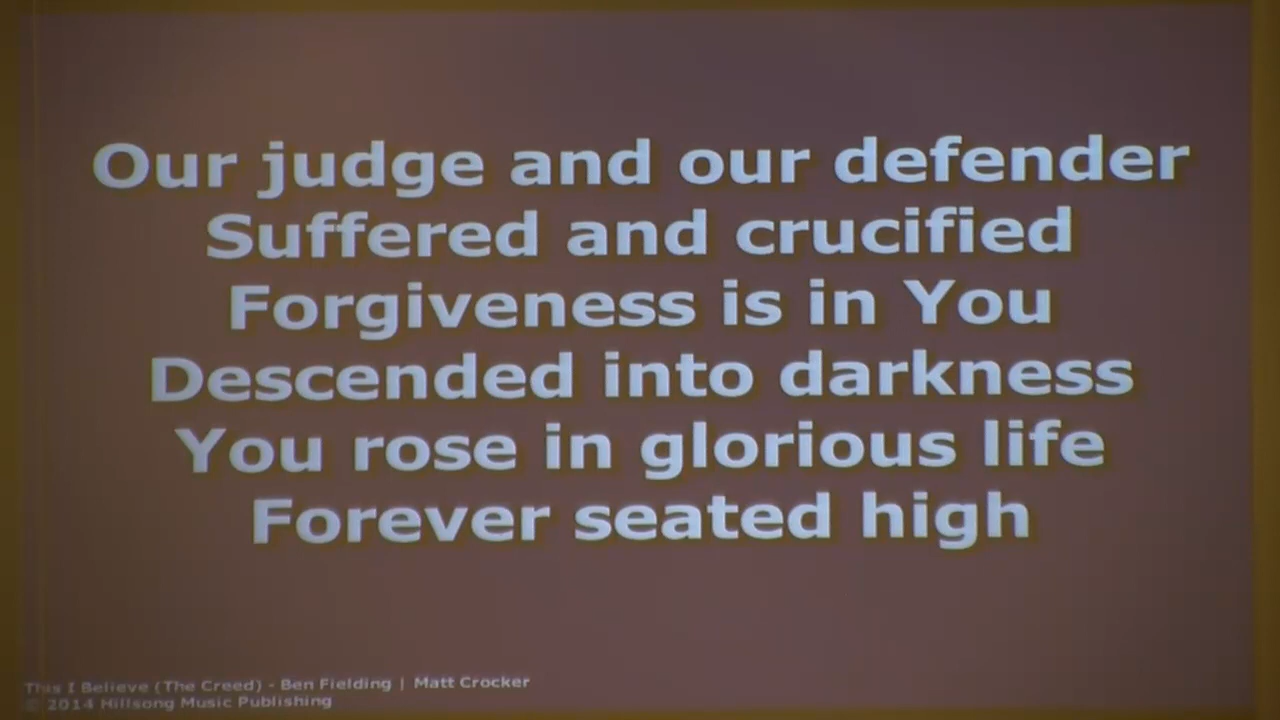 Our judge and our defender
Suffered and crucified
Forgiveness is in You
Descended into darkness
You rose in glorious life
Forever seated high
This I Believe (The Creed) - Ben Fielding | Matt Crocker
© 2014 Hillsong Music Publishing